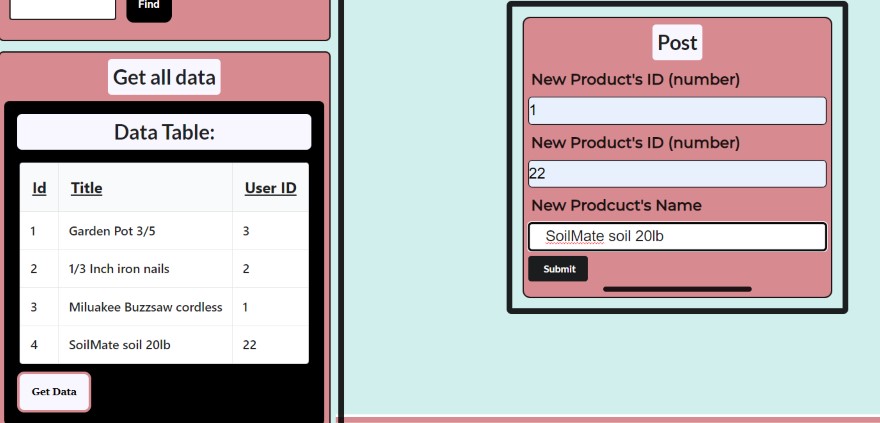 Find
Get all data
Data Table:
Id Title User ID
1 Garden Pot 3/5 3
2 1/3 Inch iron nails 2
3 Miluakee Buzzsaw cordless 1
4 SoilMate soil 20lb 22
Get Data
Post
New Product's ID (number)
1
New Product's ID (number)
22
New Prodcuct's Name
SoilMate soil 20lb
Submit